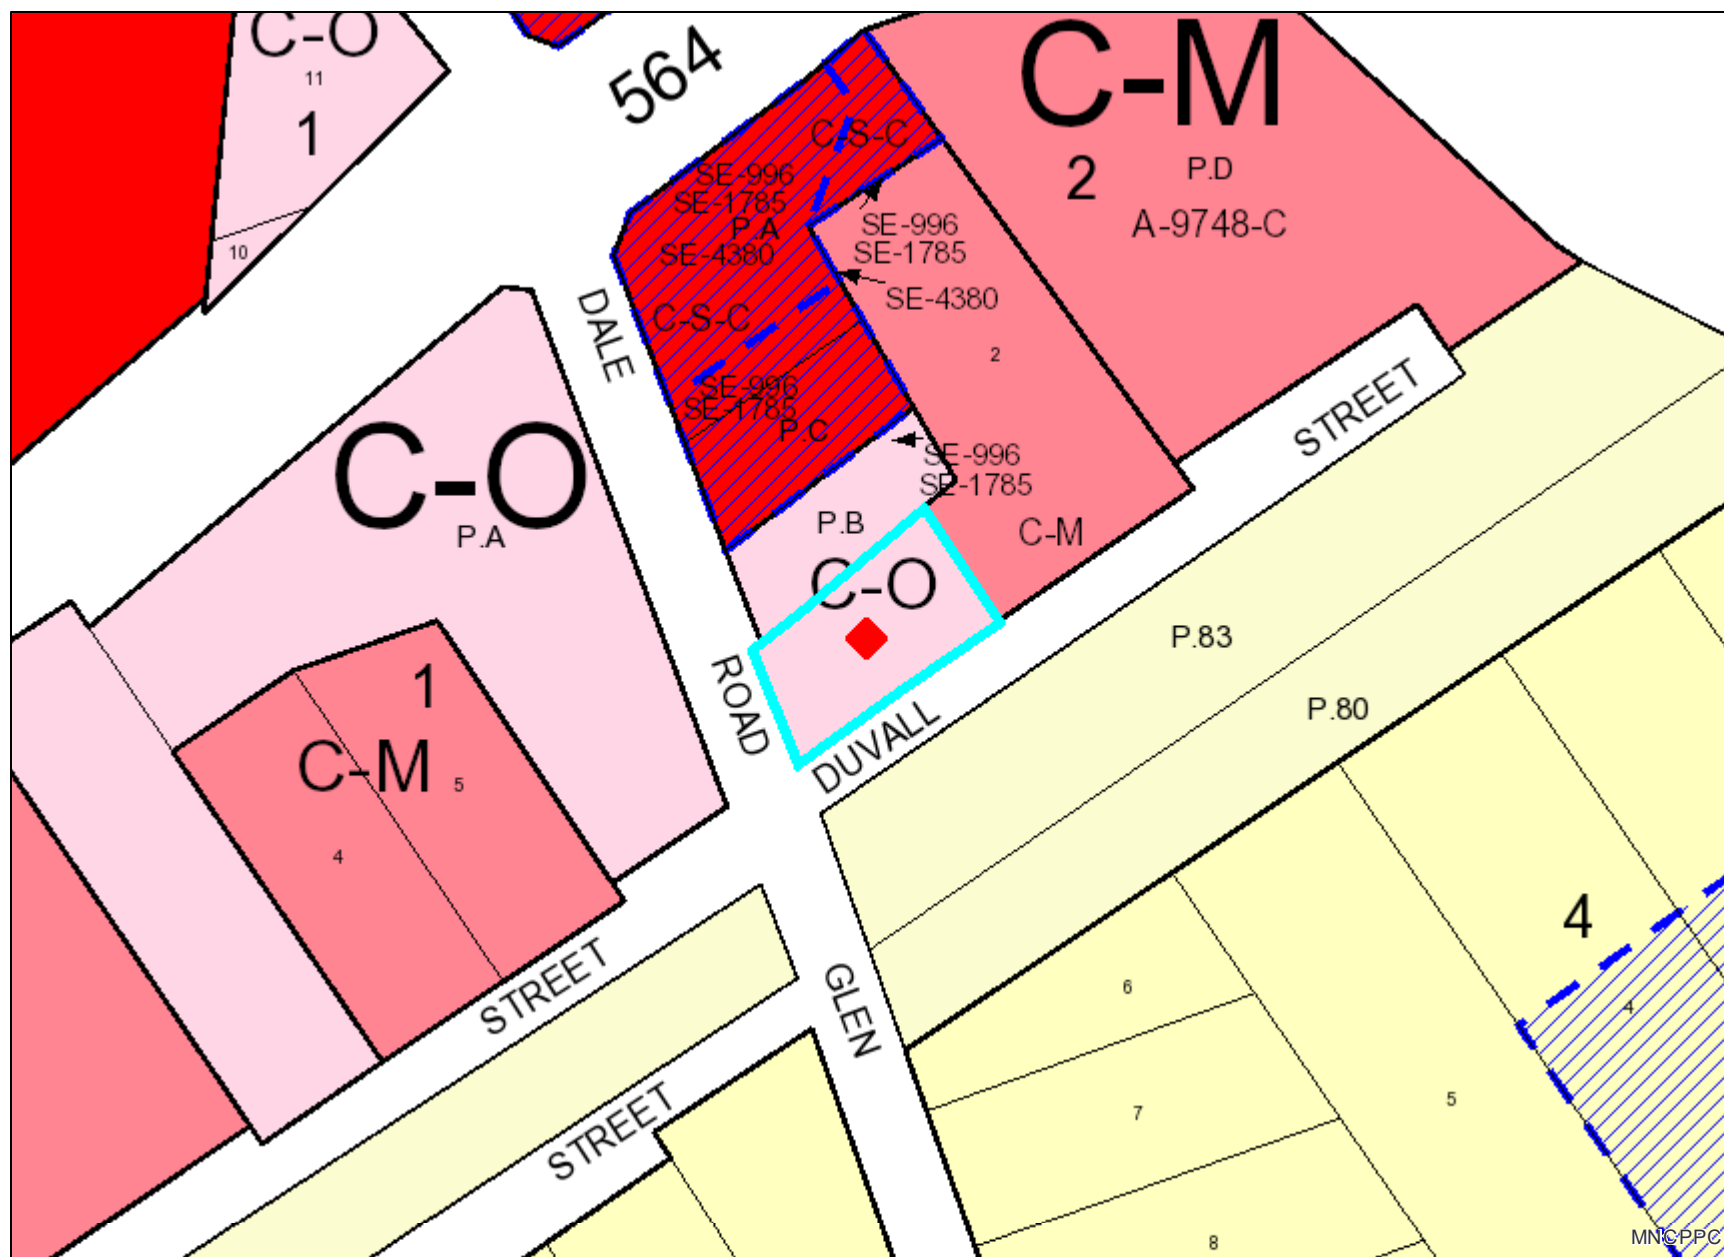 C-O
11
1
10
564
C-M
2
P.D
A-9748-C
C-S-C
SE-996
SE-1785
P.A
SE-4380
SE-996
SE-1785
SE-4380
C-S-C
SE-996
SE-1785
P.C
2
SE-996
SE-1785
C-M
DALE
STREET
C-O
P.A
P.B
C-O
1
C-M
5
4
ROAD
DUVALL
P.83
P.80
STREET
GLEN
STREET
4
4
6
7
5
8
MNCPPC